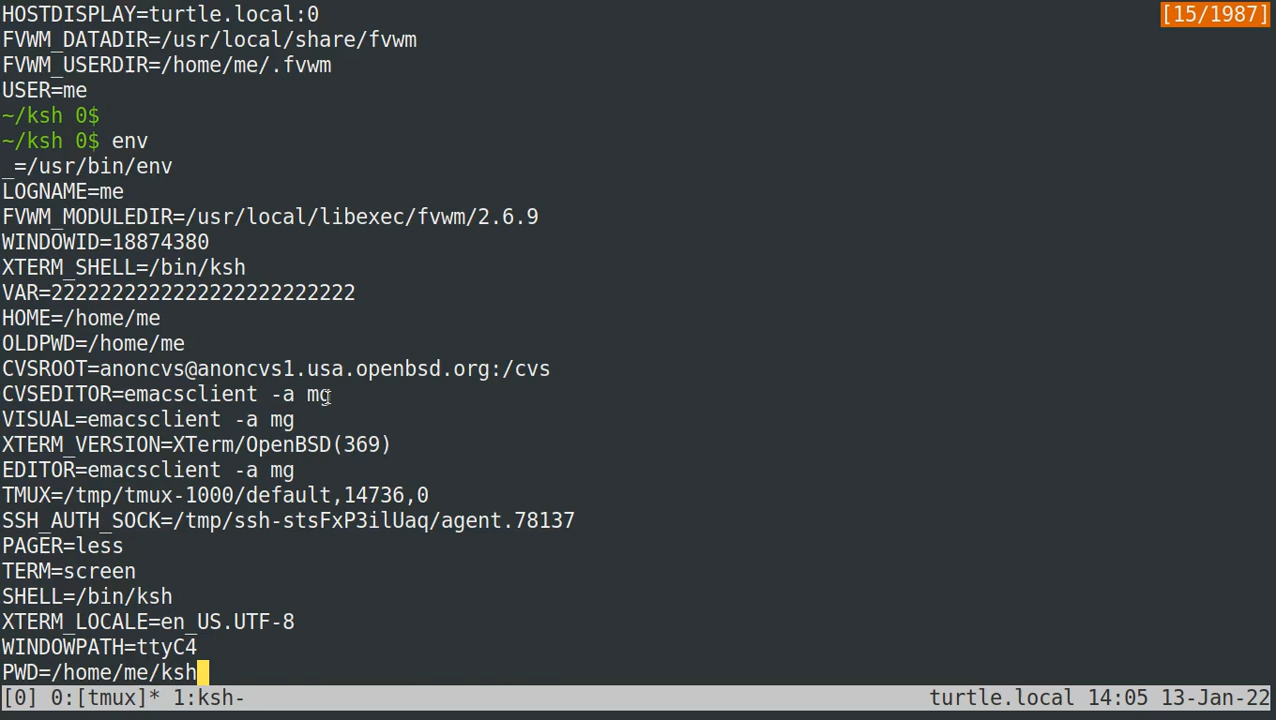 HOSTDISPLAY=turtle.local:0 [15/1987]
FVWM_DATADIR=/usr/local/share/fvwm
FVWM_USERDIR=/home/me/.fvwm
USER=me
~/ksh 0$
~/ksh 0$ env
_=/usr/bin/env
LOGNAME=me
FVWM_MODULEDIR=/usr/local/libexec/fvwm/2.6.9
WINDOWID=18874380
XTERM_SHELL=/bin/ksh
VAR=2222222222222222222222222
HOME=/home/me
OLDPWD=/home/me
CVSROOT=anoncvs@anoncvs1.usa.openbsd.org:/cvs
CVSEDITOR=emacsclient -a mg
VISUAL=emacsclient -a mg
XTERM_VERSION=XTerm/OpenBSD(369)
EDITOR=emacsclient -a mg
TMUX=/tmp/tmux-1000/default,14736,0
SSH_AUTH_SOCK=/tmp/ssh-stsFxP3ilUaq/agent.78137
PAGER=less
TERM=screen
SHELL=/bin/ksh
XTERM_LOCALE=en_US.UTF-8
WINDOWPATH=ttyC4
PWD=/home/me/ksh
[0] 0:[tmux]* 1:ksh- turtle.local 14:05 13-Jan-22